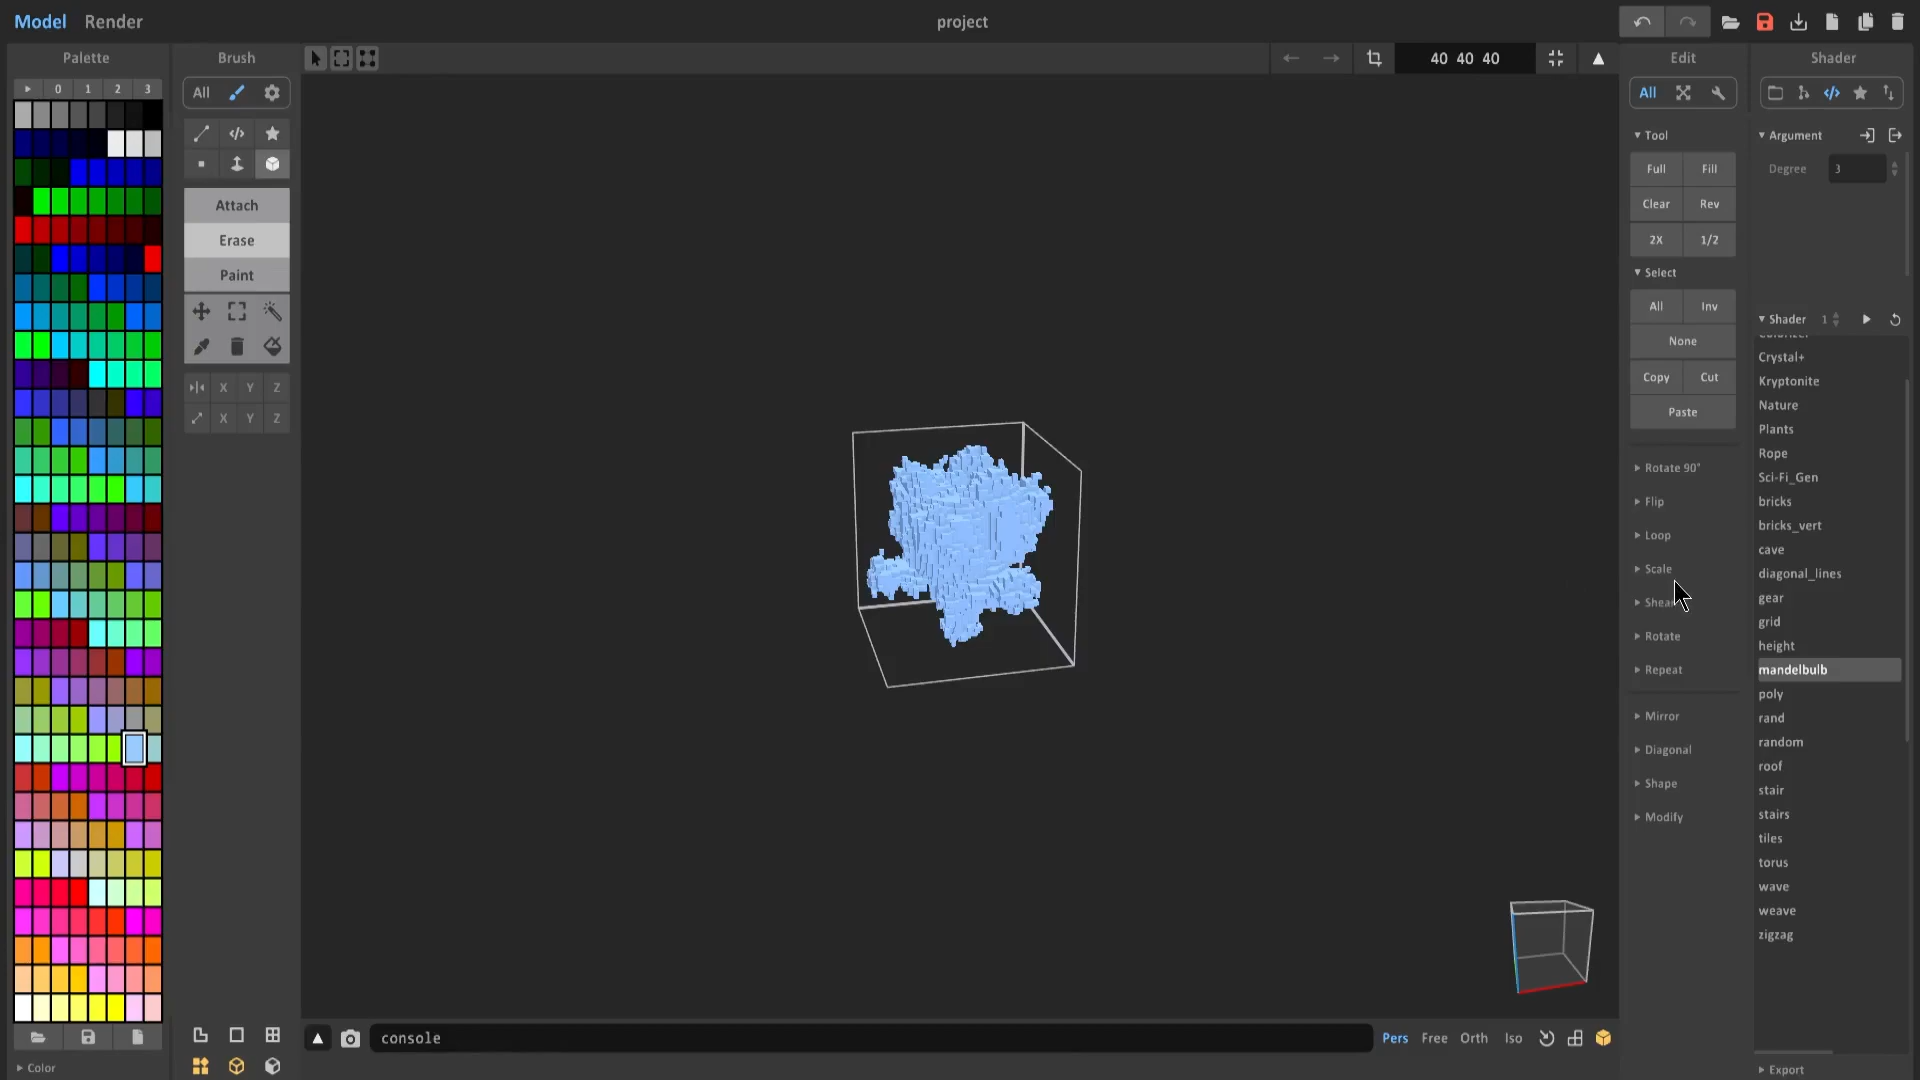 Model Render
project
Palette
0 1 2 3
Color
Brush
All
Attach
Erase
Paint
X Y Z
X Y Z
40 40 40
console
Pers Free Orth Iso
Edit
All
Tool
Full Fill
Clear Rev
2X 1/2
Select
All Inv
None
Copy Cut
Paste
Rotate 90°
Flip
Loop
Scale
Rotate
Repeat
Mirror
Diagonal
Shape
Modify
Shader
Argument
Degree 3
Shader 1
Crystal+
Kryptonite
Nature
Plants
Rope
Sci-Fi_Gen
bricks
bricks_vert
cave
diagonal_lines
gear
grid
height
mandelbulb
poly
rand
random
roof
stair
stairs
tiles
torus
wave
weave
zigzag
Export